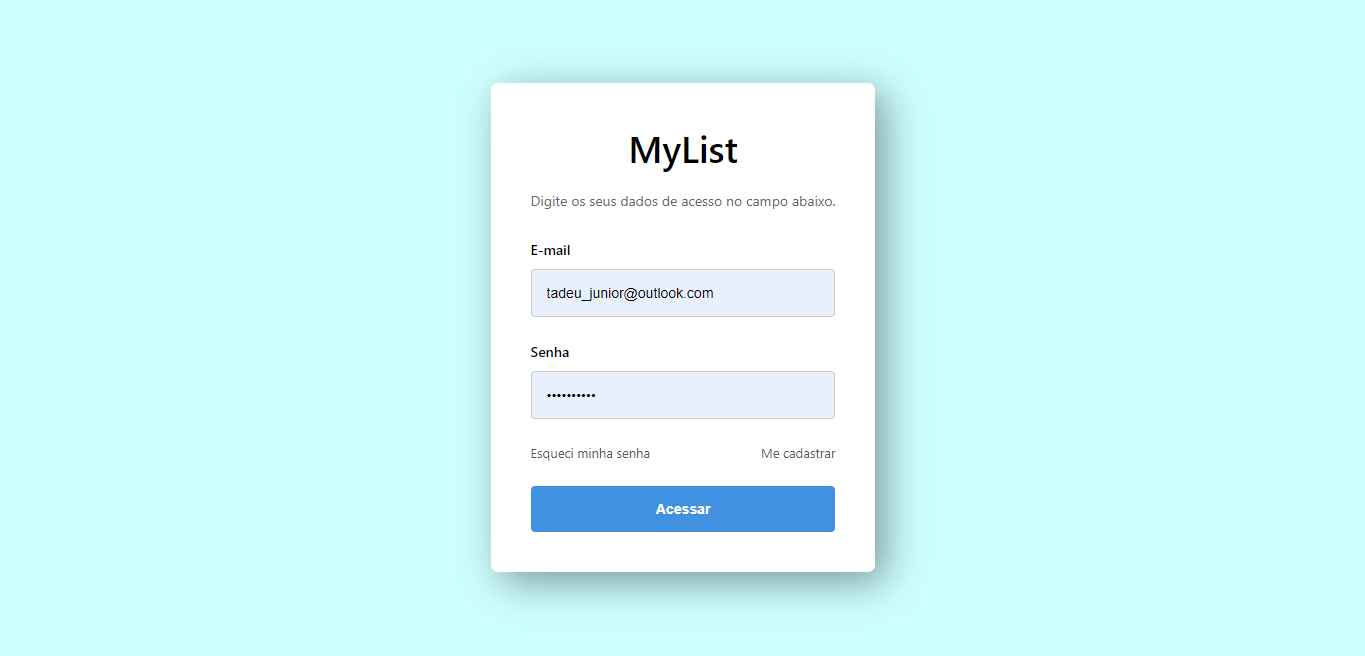 MyList
Digite os seus dados de acesso no campo abaixo.
E-mail
tadeu_junior@outlook.com
Senha
••••••••••
Esqueci minha senha Me cadastrar
Acessar